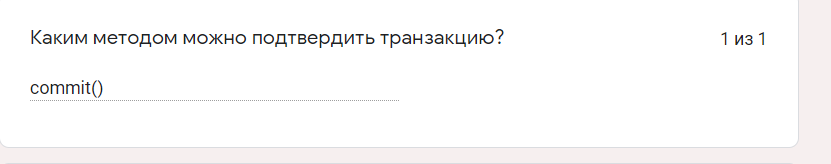 Каким методом можно подтвердить транзакцию?
1 из 1
commit()